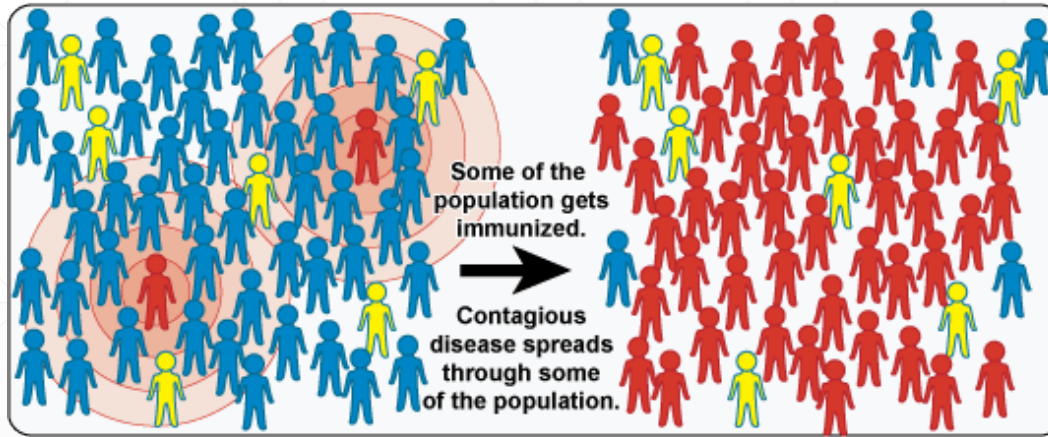 Some of the
population gets
immunized.
Contagious
disease spreads
through some
of the population.